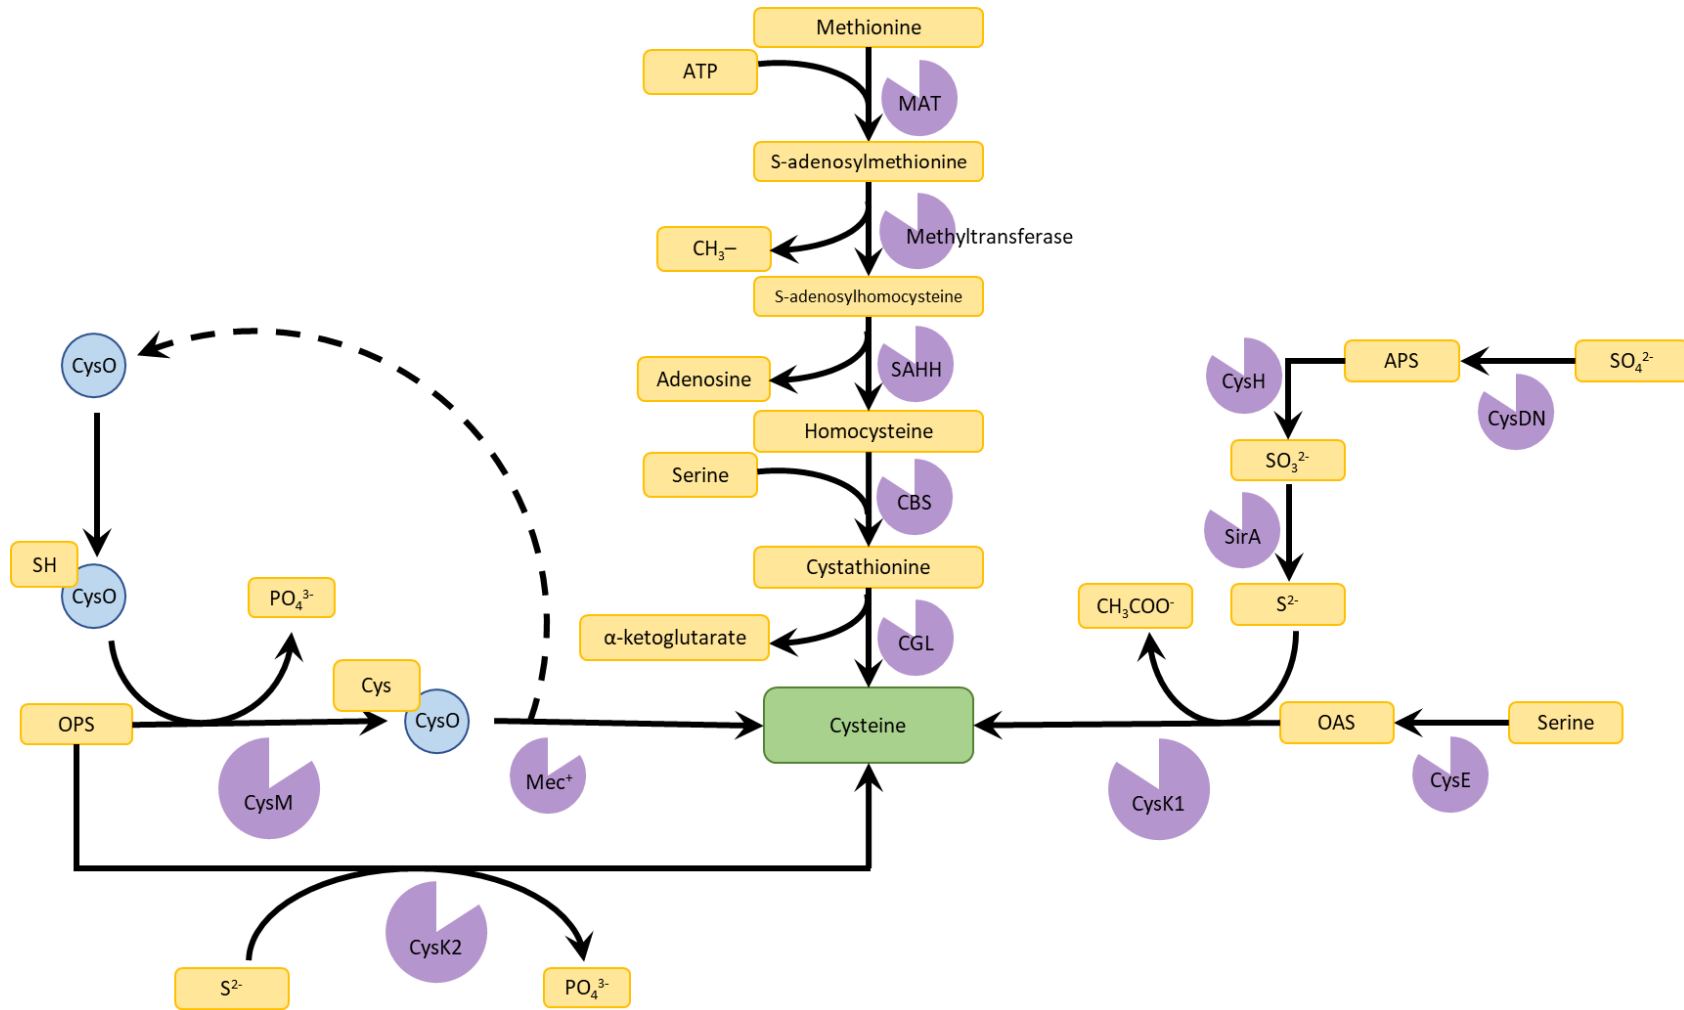 Methionine
ATP
MAT
S-adenosylmethionine
CH₃–
Methyltransferase
S-adenosylhomocysteine
Adenosine
SAHH
Homocysteine
Serine
CBS
Cystathionine
α-ketoglutarate
CGL
Cysteine
CysO
SH
CysO
PO₄³⁻
Cys
CysO
OPS
CysM
Mec⁺
CysK2
S²⁻
PO₄³⁻
SO₄²⁻
CysDN
APS
CysH
SO₃²⁻
SirA
S²⁻
CH₃COO⁻
OAS
Serine
CysE
CysK1